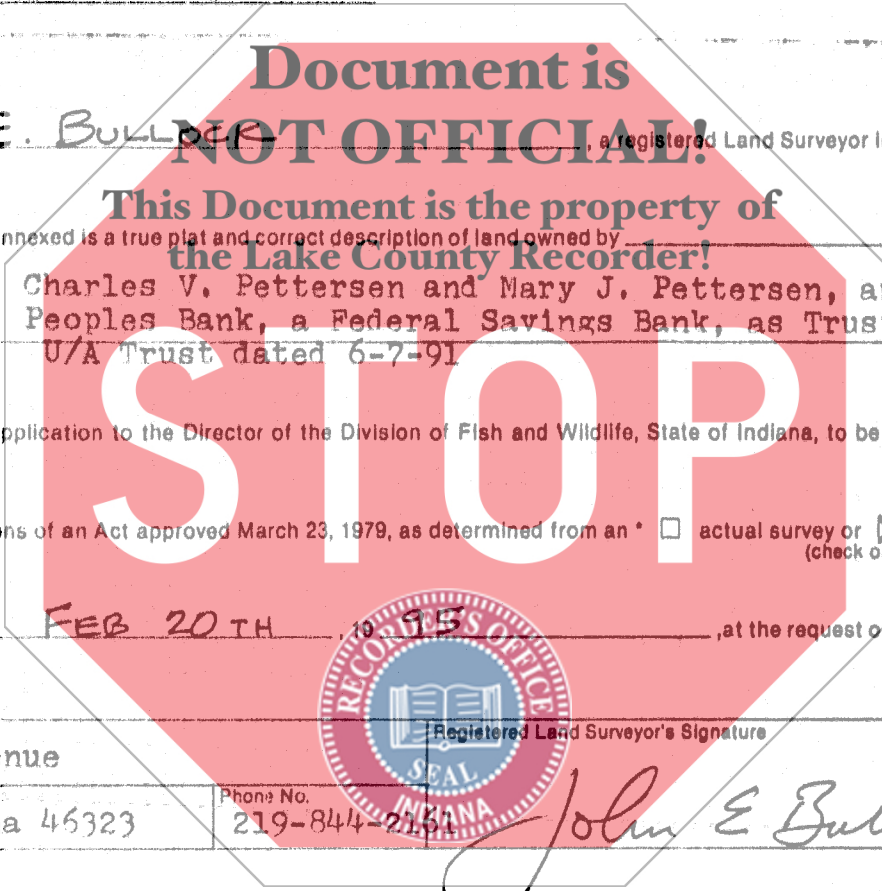 Document is
E. BULLOCK
NOT OFFICIAL!
, a registered Land Surveyor i
This Document is the property of
nnexed is a true plat and correct description of land owned by
the Lake County Recorder!
Charles V. Pettersen and Mary J. Pettersen, a
Peoples Bank, a Federal Savings Bank, as Trus
U/A Trust dated 6-7-91
STOP
pplication to the Director of the Division of Fish and Wildlife, State of Indiana, to be
ns of an Act approved March 23, 1979, as determined from an * ☐ actual survey or
(check o
FEB 20TH , 19 95 ,at the request o
RECORDER'S OFFICE
SEAL
INDIANA
Registered Land Surveyor's Signature
nue
Phone No.
a 46323
219-844-2161
John E Bul